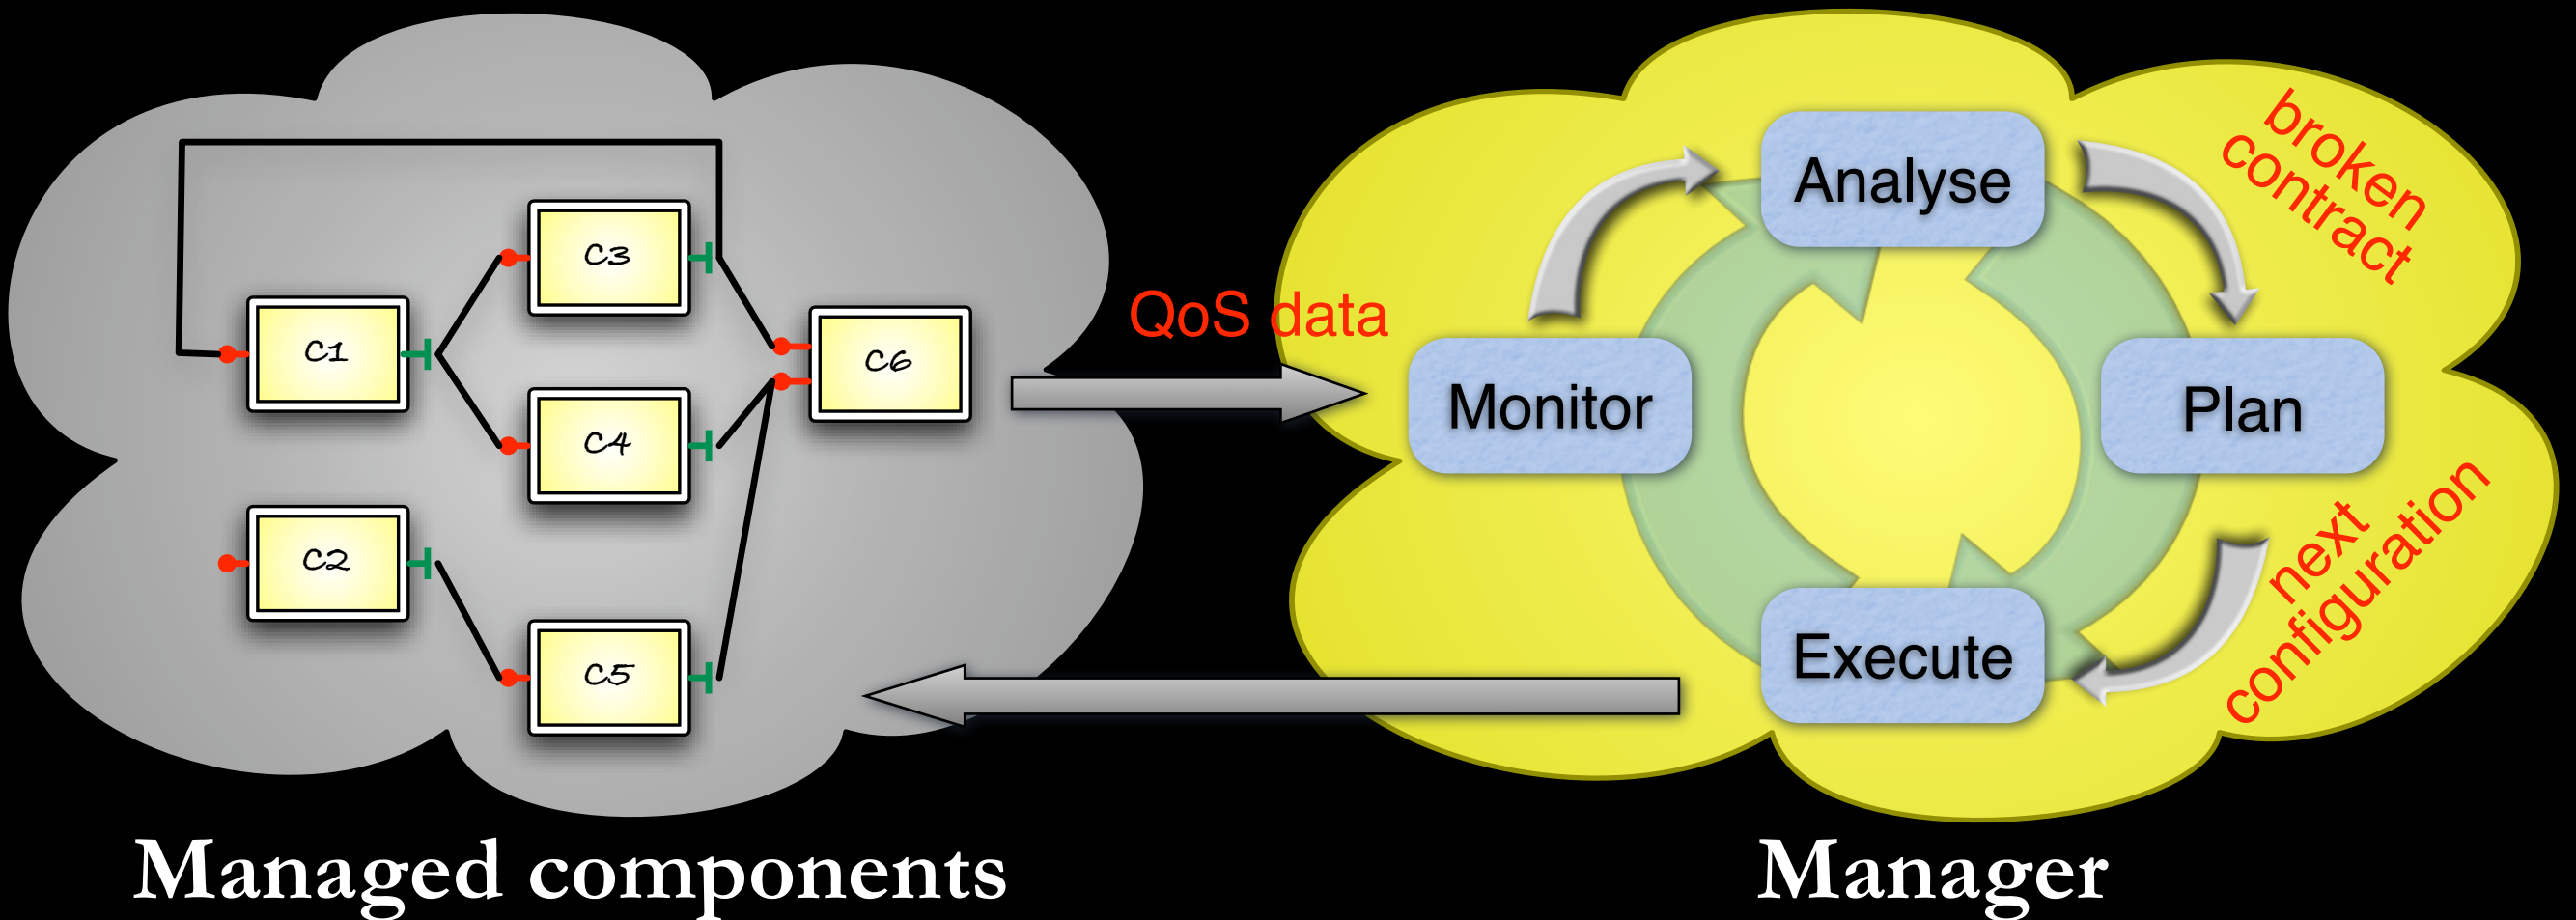 C1
C2
C3
C4
C5
C6
Managed components
QoS data
Monitor
Analyse
broken
contract
Plan
next
configuration
Execute
Manager